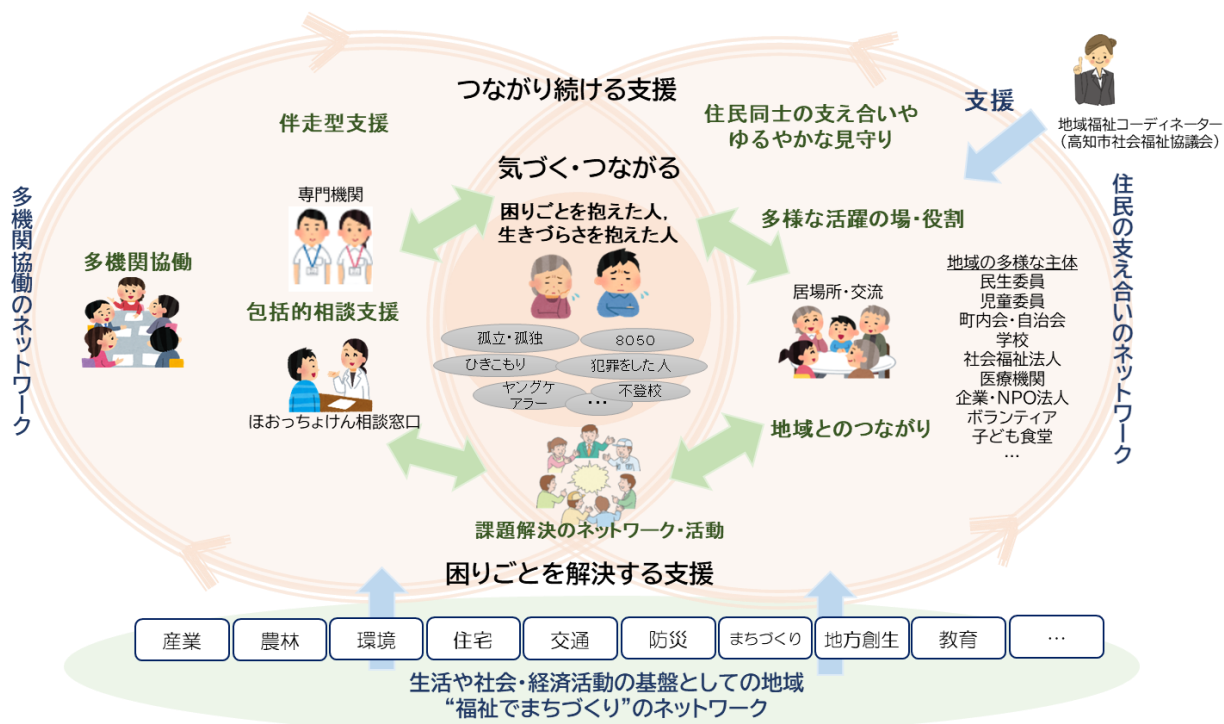 つながり続ける支援
伴走型支援
住民同士の支え合いや
ゆるやかな見守り
支援
地域福祉コーディネーター
（高知市社会福祉協議会）
気づく・つながる
困りごとを抱えた人，
生きづらさを抱えた人
多機関協働のネットワーク
専門機関
多機関協働
包括的相談支援
ほおっちょけん相談窓口
孤立・孤独
8050
ひきこもり
犯罪をした人
ヤングケ
アラー
不登校
…
多様な活躍の場・役割
居場所・交流
地域とのつながり
地域の多様な主体
民生委員
児童委員
町内会・自治会
学校
社会福祉法人
医療機関
企業・NPO法人
ボランティア
子ども食堂
…
住民の支え合いのネットワーク
課題解決のネットワーク・活動
困りごとを解決する支援
産業
農林
環境
住宅
交通
防災
まちづくり
地方創生
教育
…
生活や社会・経済活動の基盤としての地域
“福祉でまちづくり”のネットワーク